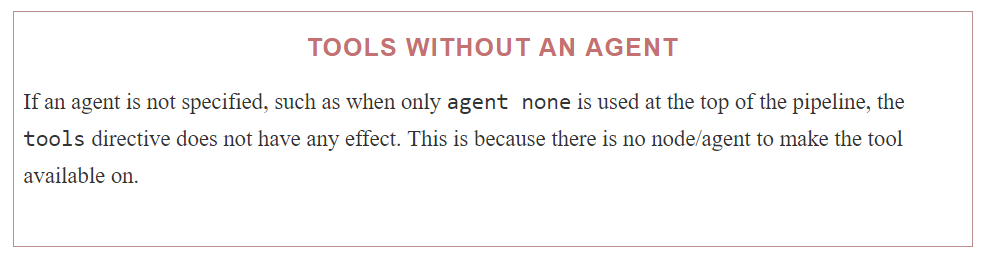 TOOLS WITHOUT AN AGENT
If an agent is not specified, such as when only agent none is used at the top of the pipeline, the
tools directive does not have any effect. This is because there is no node/agent to make the tool
available on.